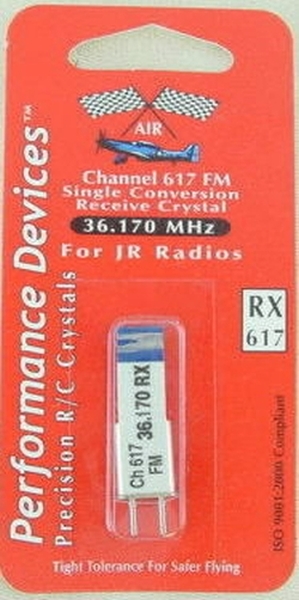 AIR
Channel 617 FM
Single Conversion
Receive Crystal
36.170 MHz
For JR Radios
Performance Devices™
Precision R/C Crystals
RX
617
Ch 617 36.170 RX
FM
ISO 9001:2000 Compliant
Tight Tolerance For Safer Flying